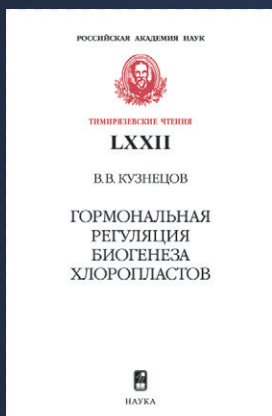 РОССИЙСКАЯ АКАДЕМИЯ НАУК
ТИМИРЯЗЕВСКИЕ ЧТЕНИЯ
LXXII
В.В. КУЗНЕЦОВ
ГОРМОНАЛЬНАЯ
РЕГУЛЯЦИЯ
БИОГЕНЕЗА
ХЛОРОПЛАСТОВ
НАУКА